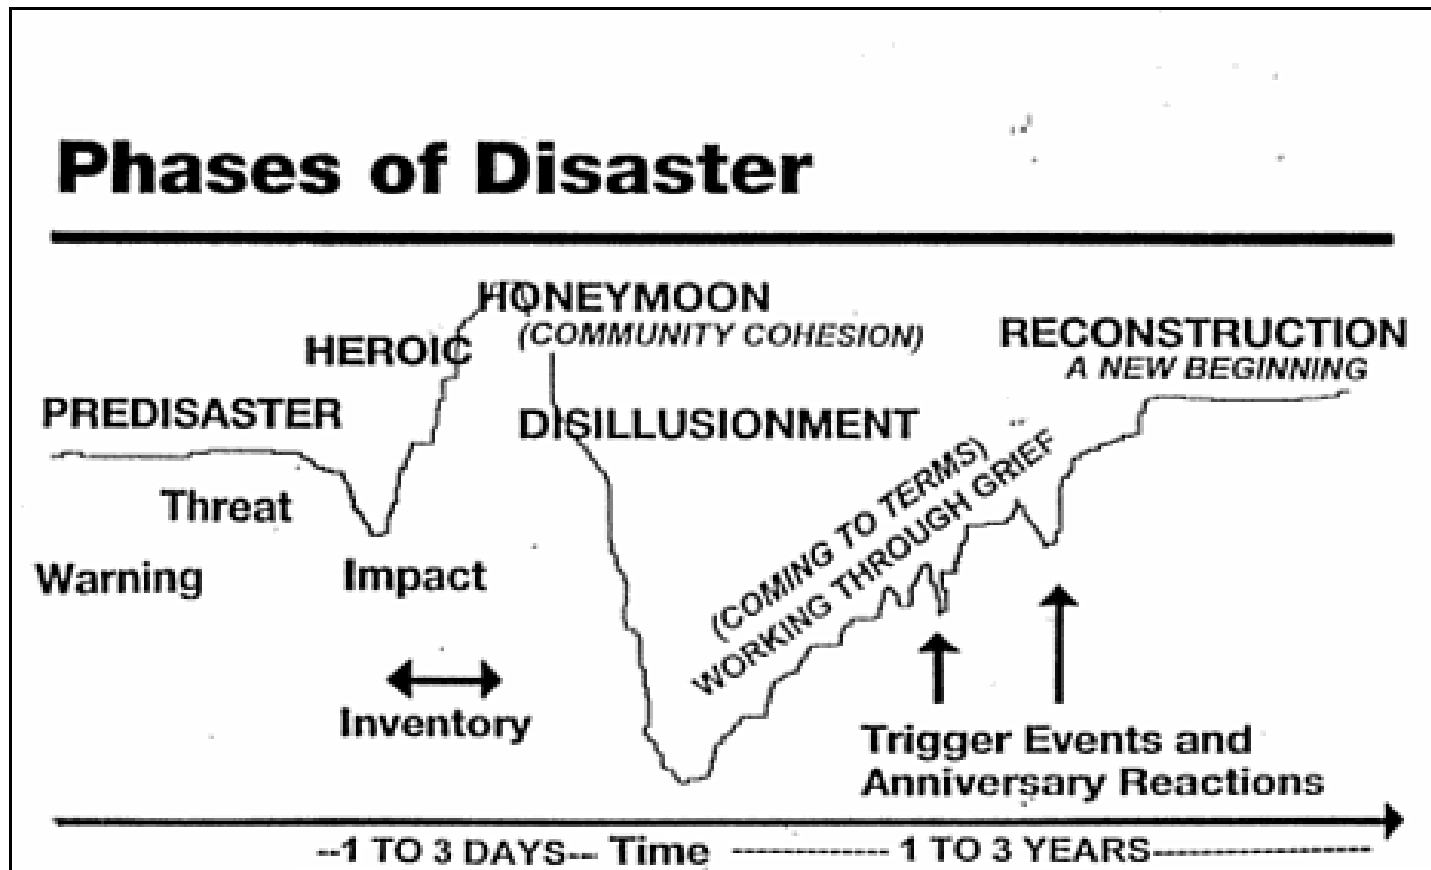 Phases of Disaster
HONEYMOON
(COMMUNITY COHESION)
HEROIC
RECONSTRUCTION
A NEW BEGINNING
PREDISASTER
DISILLUSIONMENT
Threat
(COMING TO TERMS)
WORKING THROUGH GRIEF
Warning
Impact
Inventory
Trigger Events and
Anniversary Reactions
--1 TO 3 DAYS-- Time ------------- 1 TO 3 YEARS------------------